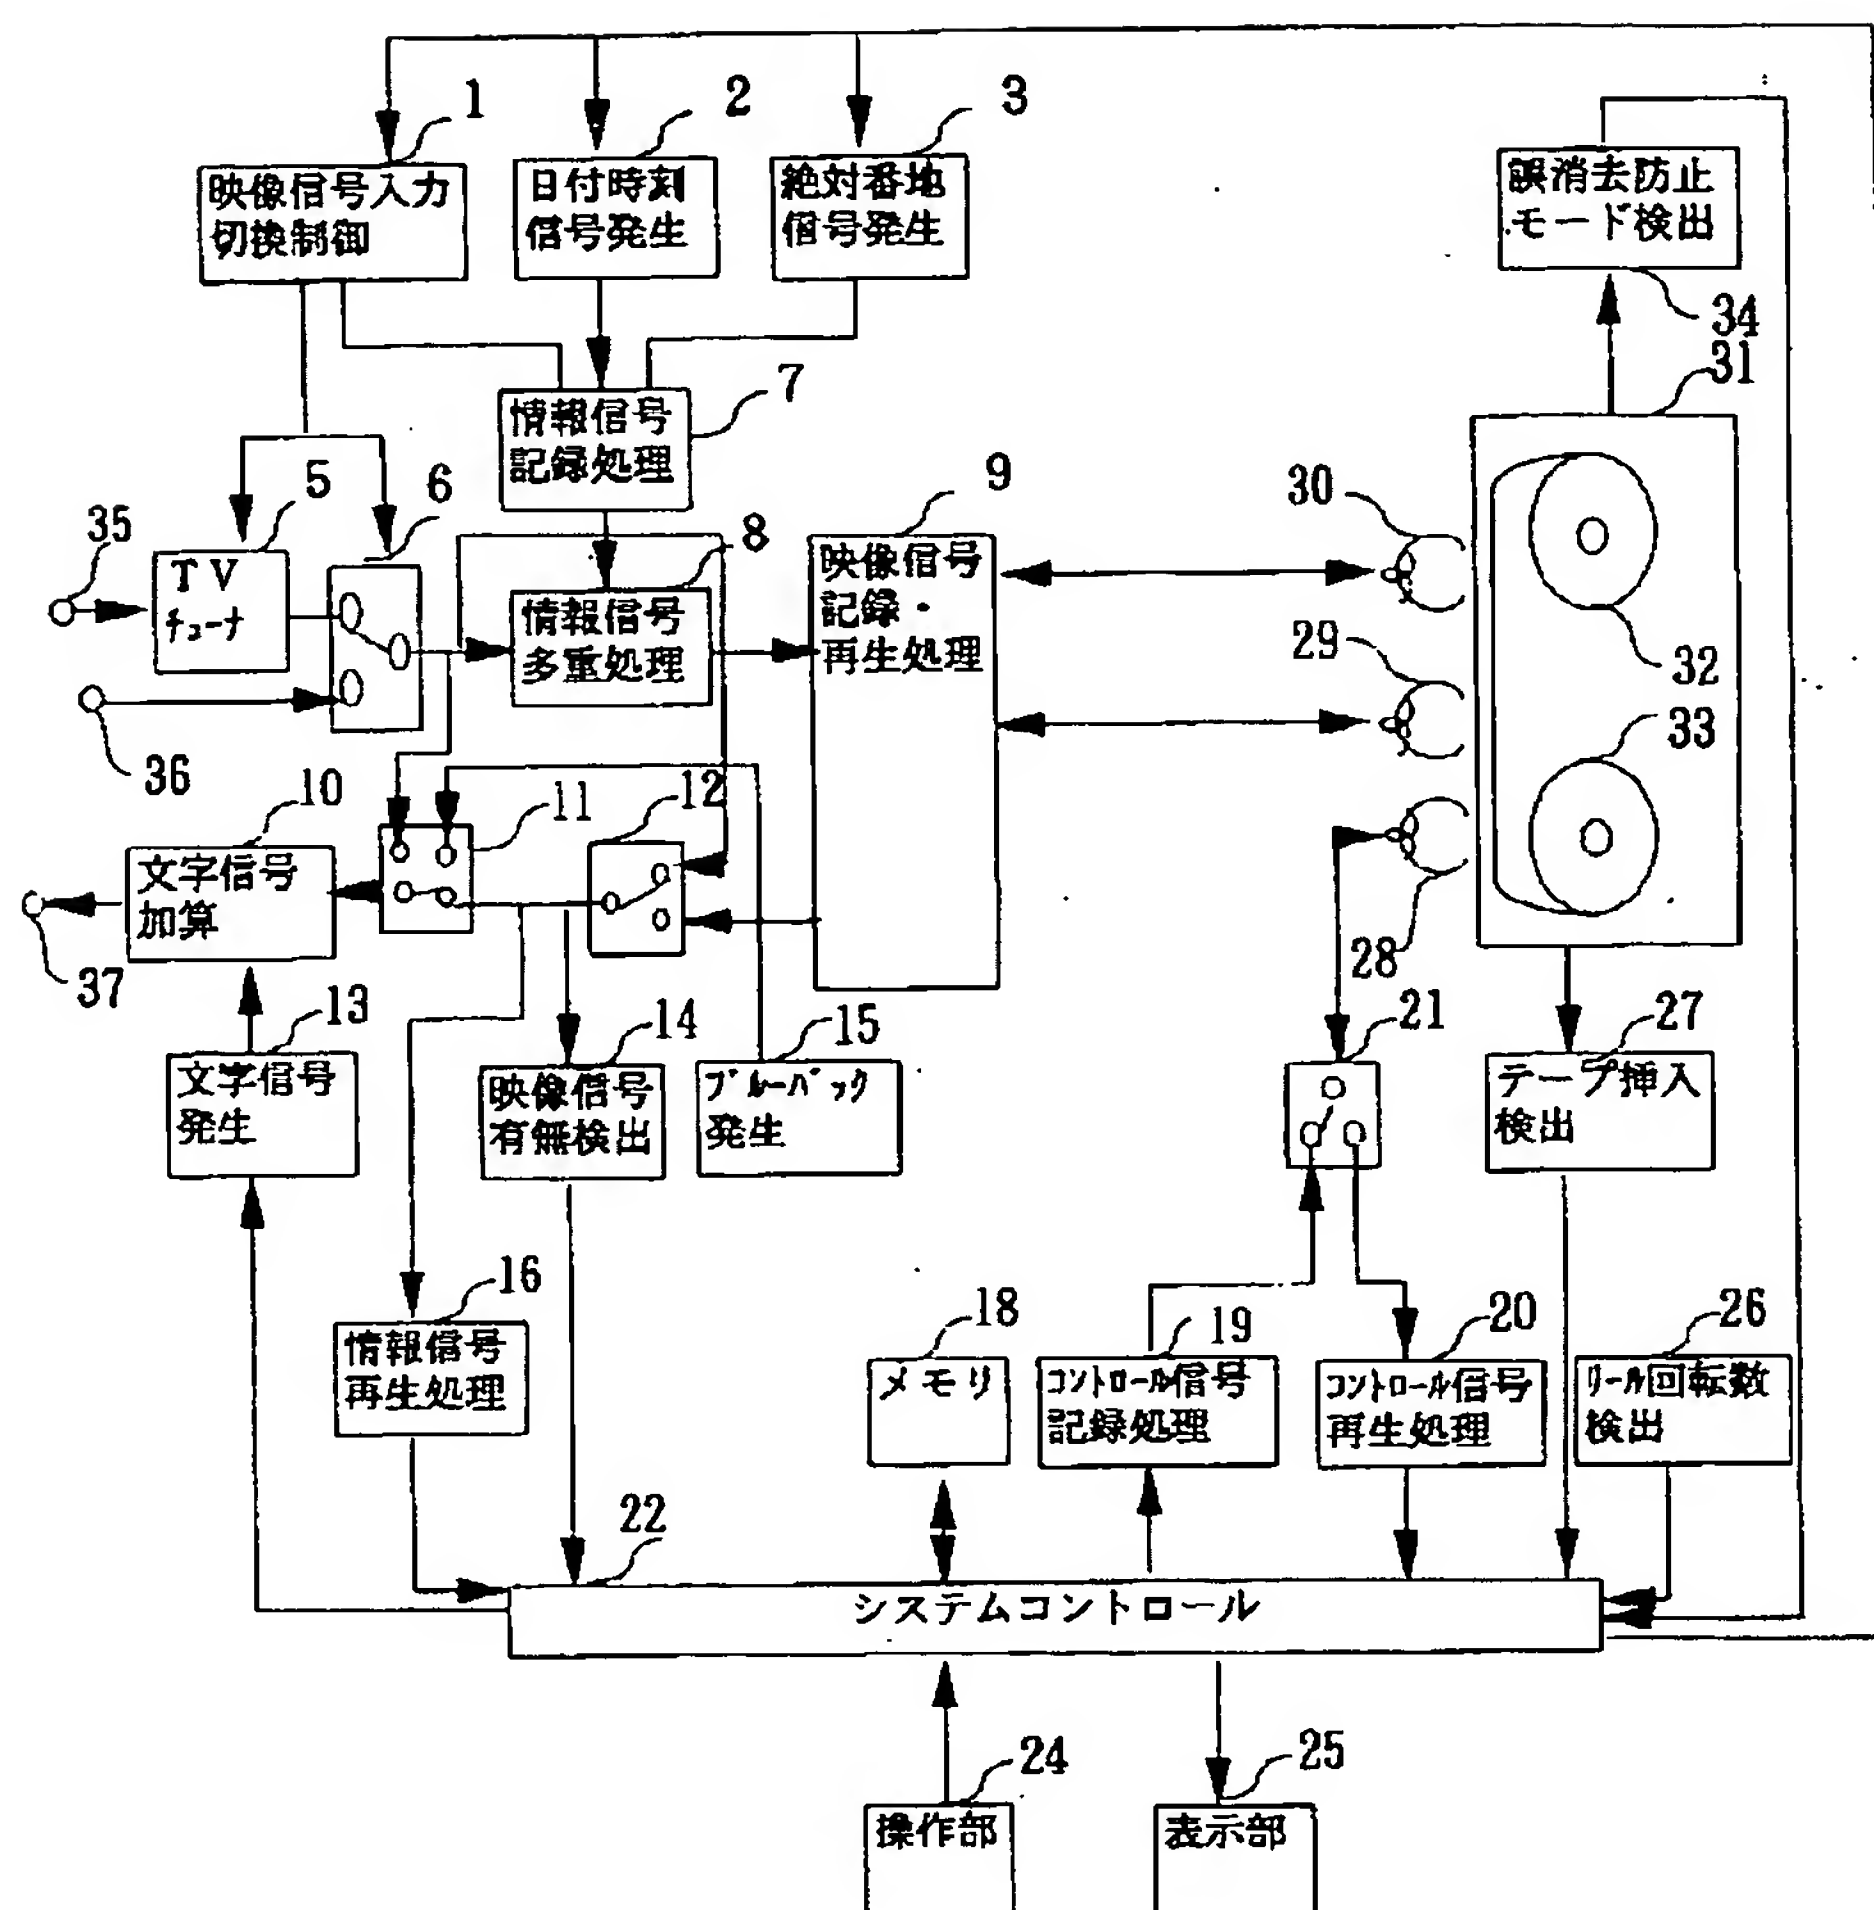 1
2
3
映像信号入力
切換制御
日付時刻
信号発生
絶対番地
信号発生
誤消去防止
モード検出
34
31
7
情報信号
記録処理
5
6
35
TV
チューナ
36
8
情報信号
多重処理
9
映像信号
記録・
再生処理
30
29
28
32
33
10
文字信号
加算
11
12
37
13
文字信号
発生
14
映像信号
有無検出
15
ブルーバック
発生
21
27
テープ挿入
検出
16
情報信号
再生処理
18
メモリ
19
コントロール信号
記録処理
20
コントロール信号
再生処理
26
リール回転数
検出
22
システムコントロール
24
操作部
25
表示部